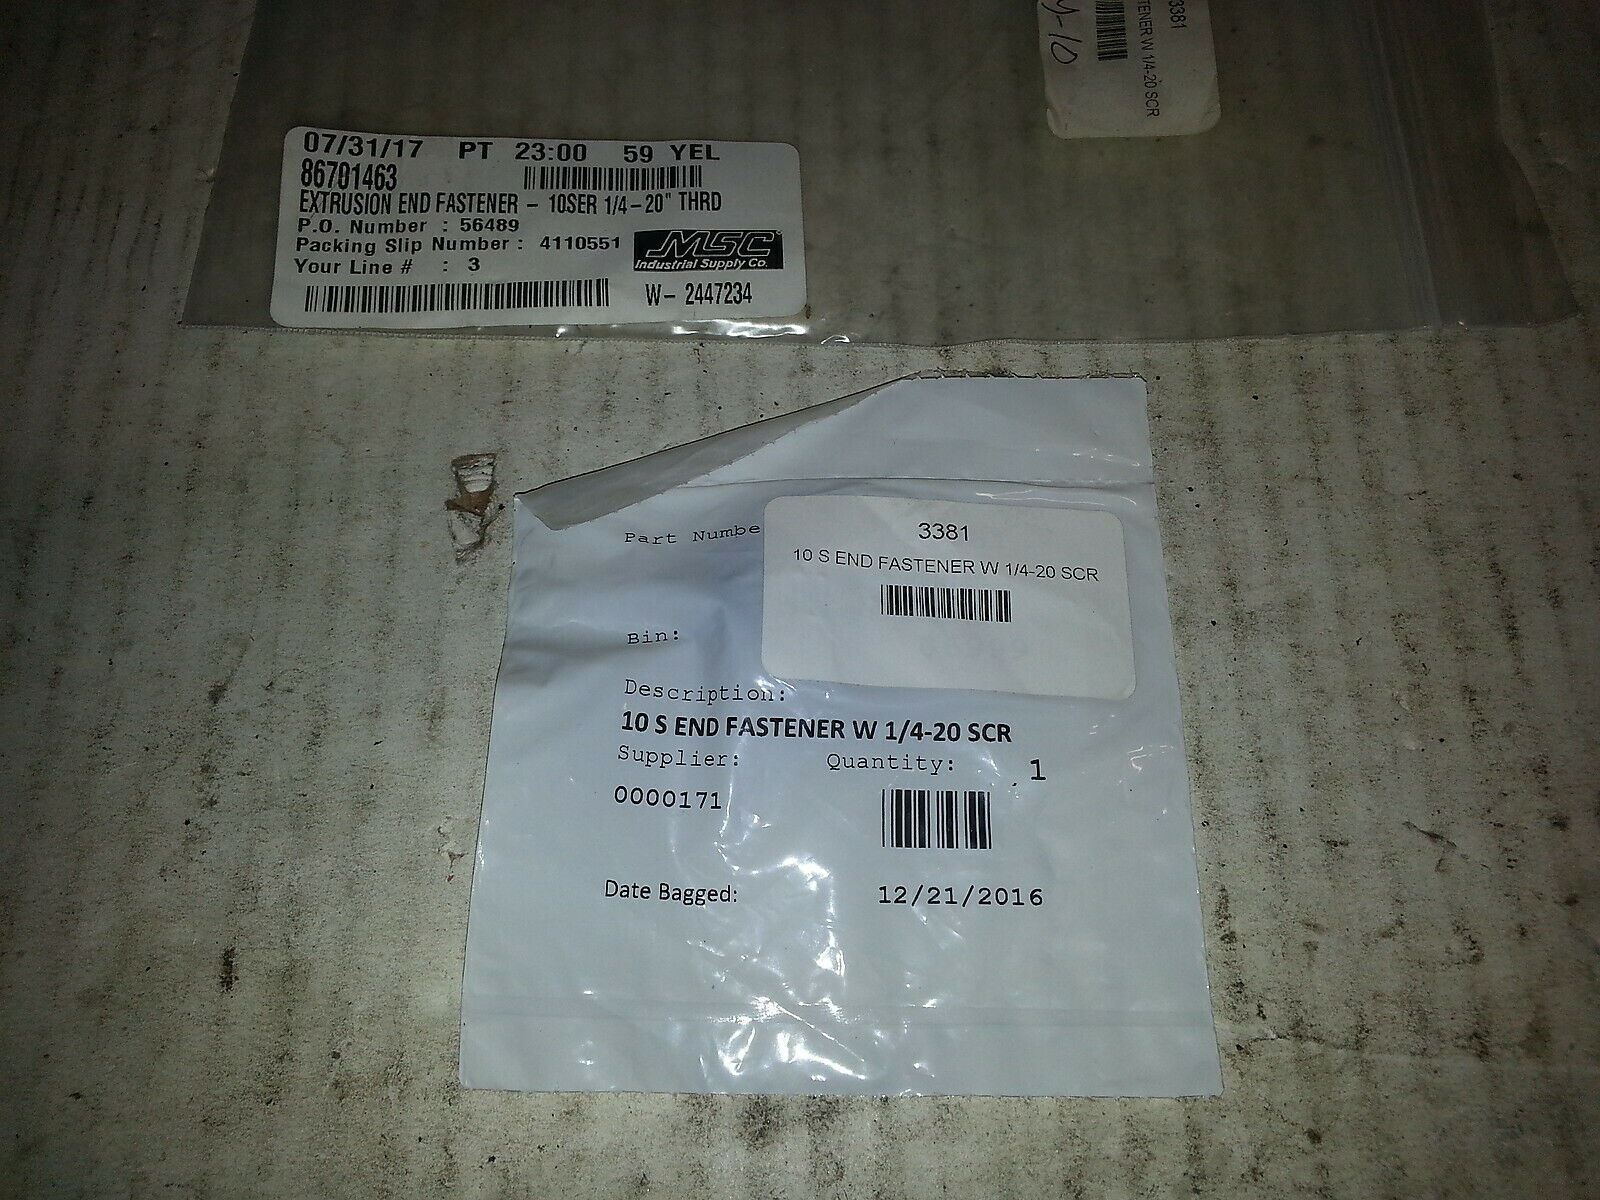 3381
TENER W 1/4-20 SCR
-10
07/31/17 PT 23:00 59 YEL
86701463
EXTRUSION END FASTENER - 10SER 1/4-20" THRD
P.O. Number : 56489
Packing Slip Number : 4110551
Your Line # : 3
MSC
Industrial Supply Co.
W- 2447234
Part Numbe
3381
10 S END FASTENER W 1/4-20 SCR
Bin:
Description:
10 S END FASTENER W 1/4-20 SCR
Supplier: Quantity: 1
0000171
Date Bagged: 12/21/2016